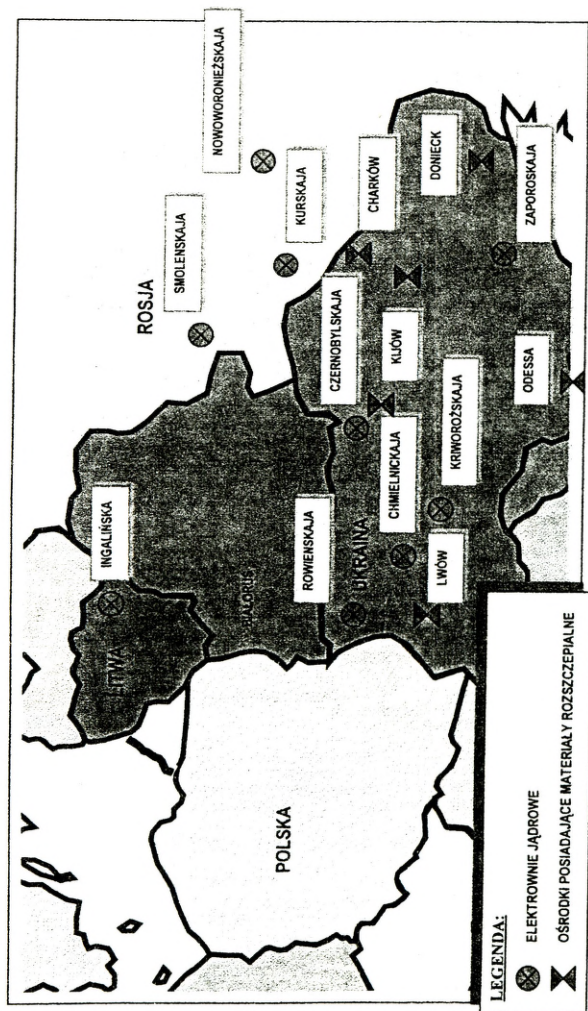 ROSJA
NOWOWORONIEŻSKAJA
SMOLENSKAJA
KURSKAJA
INGALIŃSKA
LITWA
BIAŁORUŚ
CZERNOBYLSKAJA
CHARKÓW
ROWIENSKAJA
UKRAINA
CHMIELNICKAJA
KIJÓW
DONIECK
POLSKA
LWÓW
KRIWOROŻSKAJA
ODESSA
ZAPOROSKAJA
LEGENDA:
ELEKTROWNIE JĄDROWE
OŚRODKI POSIADAJĄCE MATERIAŁY ROZSZCZEPIALNE